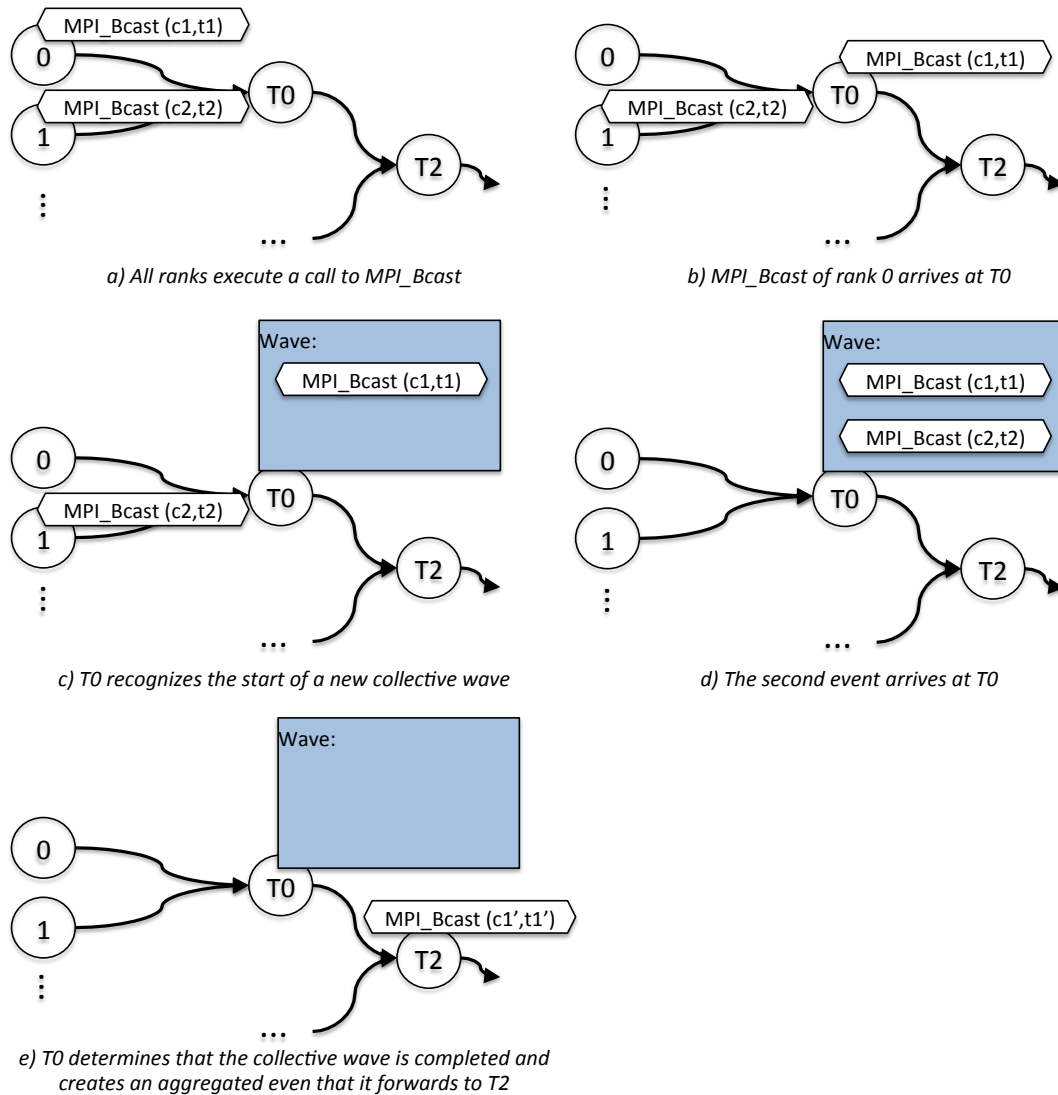 MPI_Bcast (c1,t1)
0
MPI_Bcast (c2,t2)
T0
1
T2
...
...
a) All ranks execute a call to MPI_Bcast
MPI_Bcast (c1,t1)
0
MPI_Bcast (c2,t2)
T0
1
T2
...
...
b) MPI_Bcast of rank 0 arrives at T0
Wave:
MPI_Bcast (c1,t1)
0
MPI_Bcast (c2,t2)
T0
1
T2
...
...
c) T0 recognizes the start of a new collective wave
Wave:
MPI_Bcast (c1,t1)
MPI_Bcast (c2,t2)
0
T0
1
T2
...
...
d) The second event arrives at T0
Wave:
0
T0
1
MPI_Bcast (c1’,t1’)
T2
...
...
e) T0 determines that the collective wave is completed and
creates an aggregated even that it forwards to T2